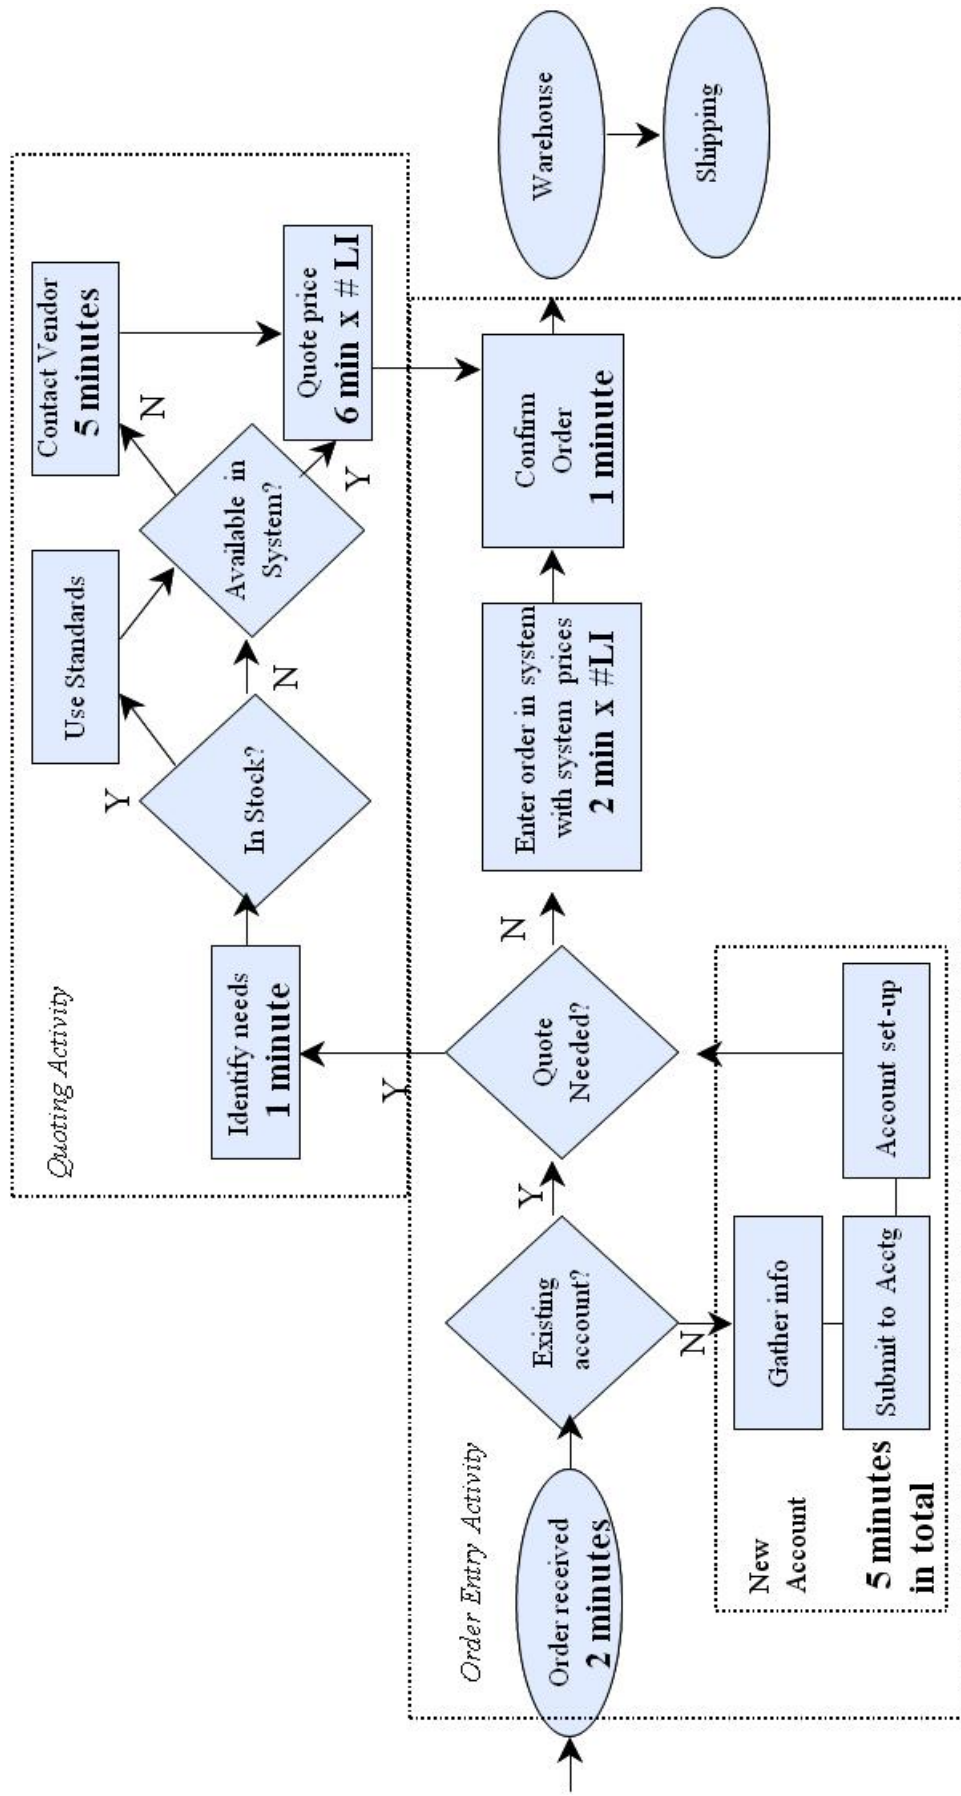 Quoting Activity
Identify needs
1 minute
In Stock?
Y
N
Use Standards
Available in
System?
N
Y
Contact Vendor
5 minutes
Quote price
6 min x # LI
Order Entry Activity
Order received
2 minutes
Existing
account?
Y
N
Quote
Needed?
Y
N
Enter order in system
with system prices
2 min x #LI
Confirm
Order
1 minute
Warehouse
Shipping
New
Account
5 minutes
in total
Gather info
Submit to Acctg
Account set-up